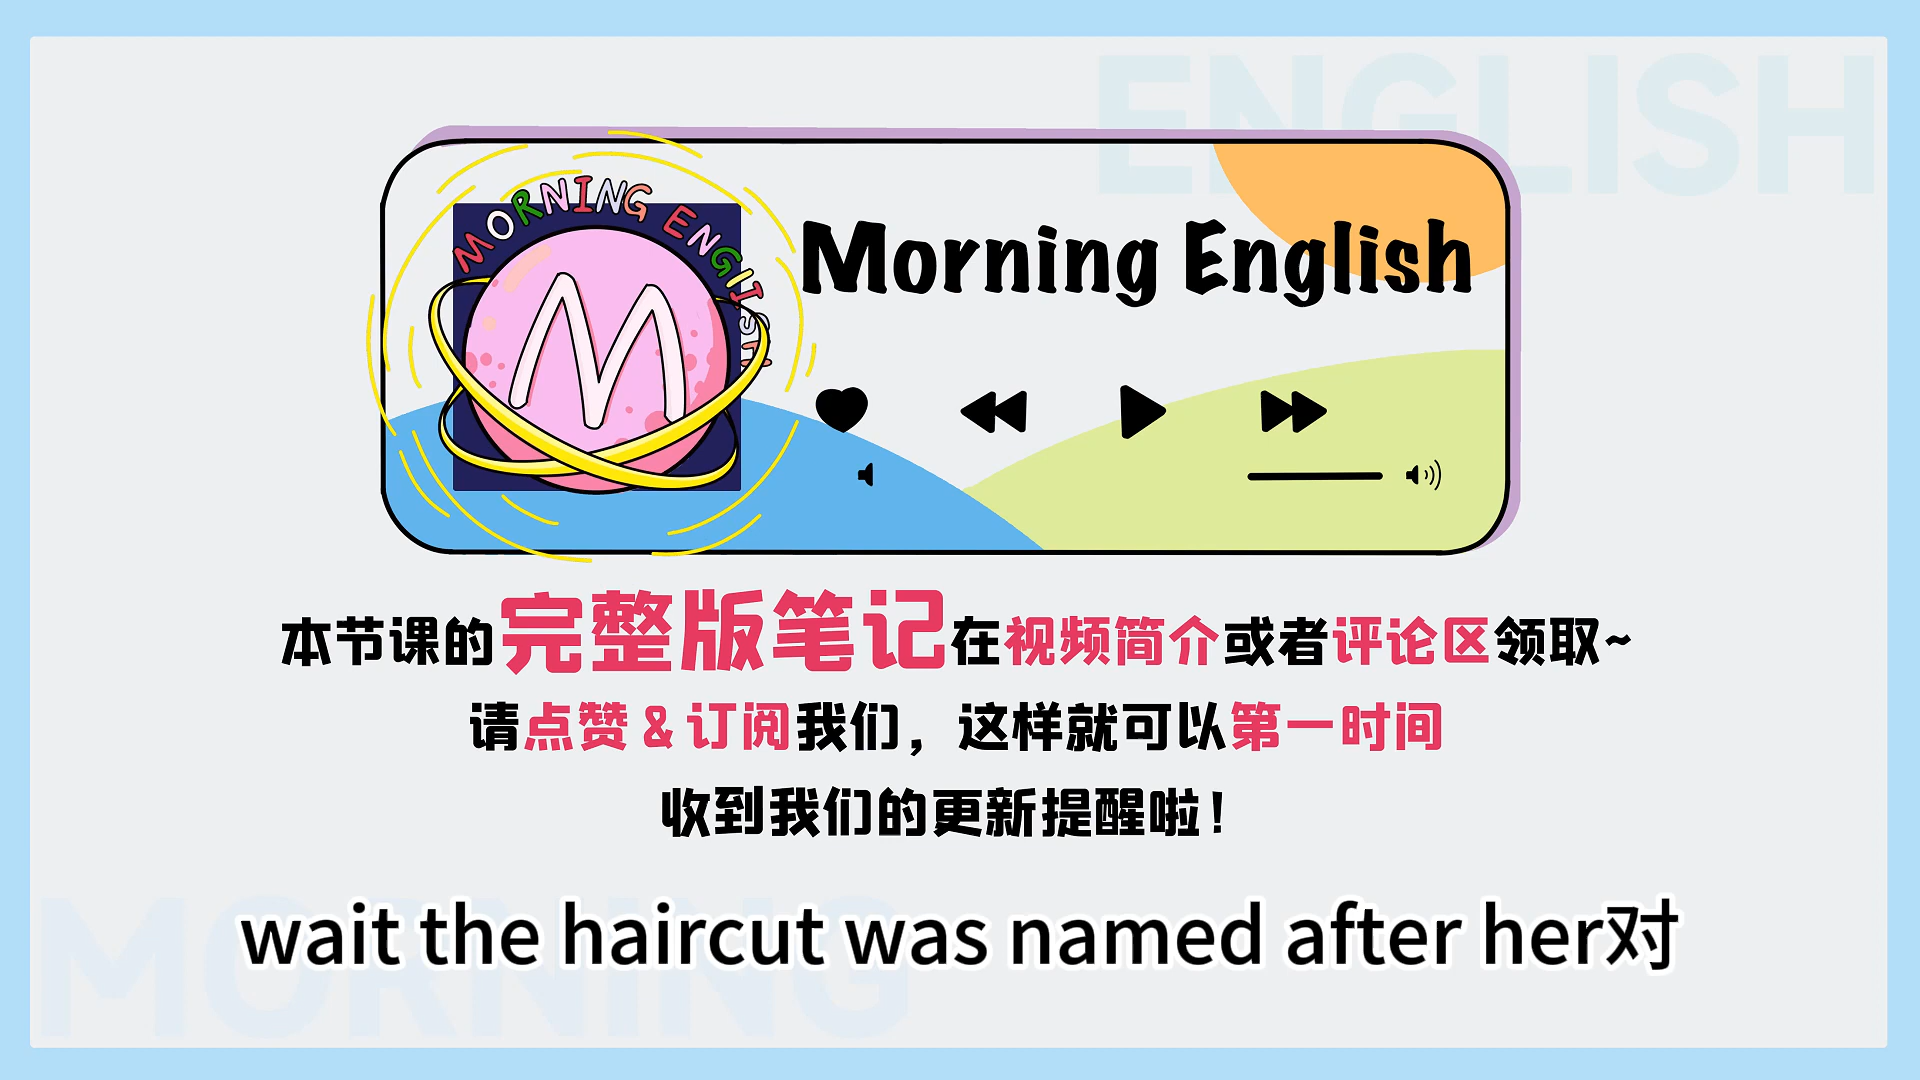 ENGLISH
MORNING ENGLISH
M
Morning English
本节课的完整版笔记在视频简介或者评论区领取~
请点赞&订阅我们，这样就可以第一时间
收到我们的更新提醒啦！
MORNING
wait the haircut was named after her对